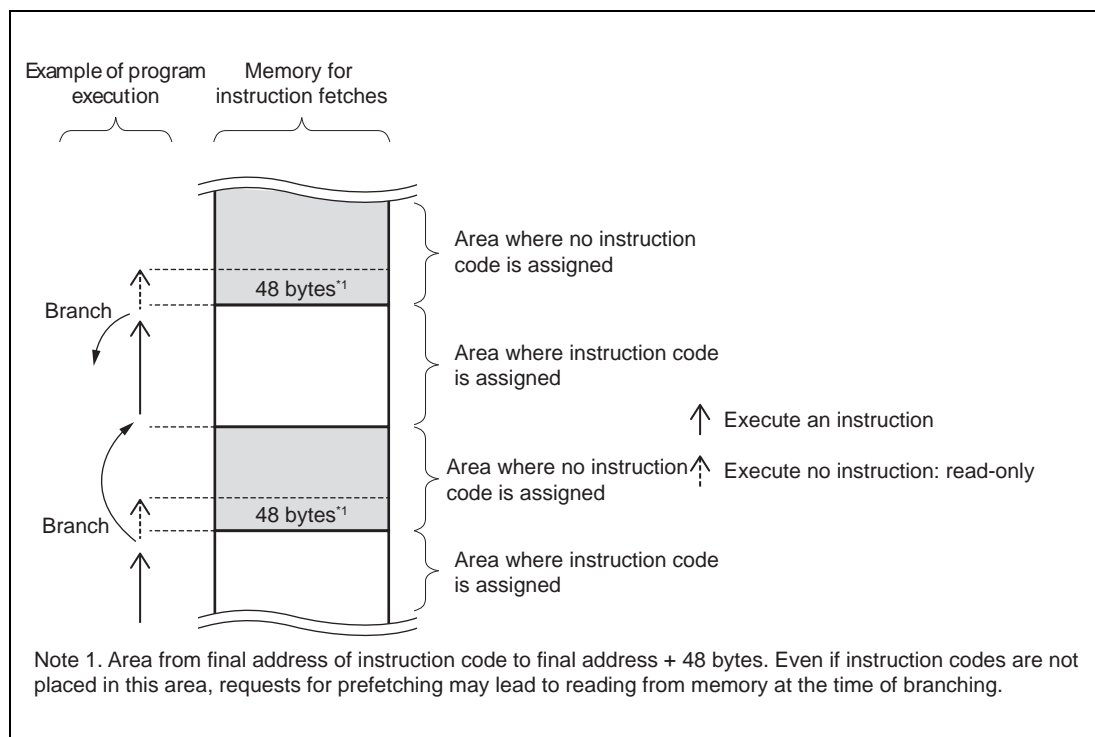 Example of program
execution
Memory for
instruction fetches
Area where no instruction
code is assigned
48 bytes*1
Branch
Area where instruction code
is assigned
Execute an instruction
Area where no instruction
code is assigned
Execute no instruction: read-only
48 bytes*1
Branch
Area where instruction code
is assigned
Note 1. Area from final address of instruction code to final address + 48 bytes. Even if instruction codes are not
placed in this area, requests for prefetching may lead to reading from memory at the time of branching.